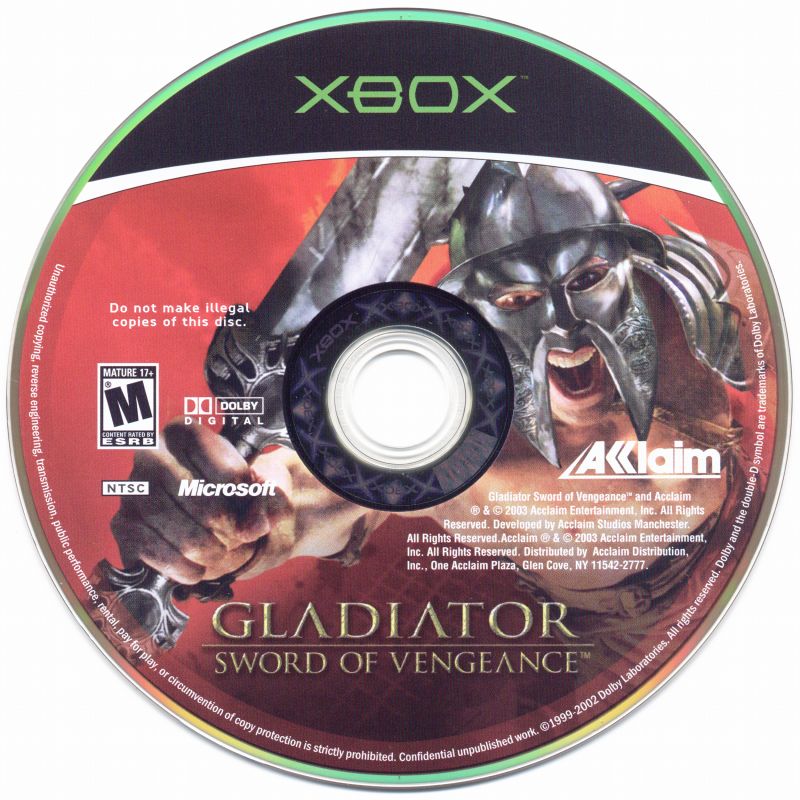 XBOX™
Do not make illegal
copies of this disc.
XBOX
MATURE 17+
M
®
CONTENT RATED BY
ESRB
DOLBY
DIGITAL
NTSC
Microsoft
AKKlaim
Gladiator Sword of Vengeance™ and Acclaim
® & © 2003 Acclaim Entertainment, Inc. All Rights
Reserved. Developed by Acclaim Studios Manchester.
All Rights Reserved.Acclaim ® & © 2003 Acclaim Entertainment,
Inc. All Rights Reserved. Distributed by Acclaim Distribution,
Inc., One Acclaim Plaza, Glen Cove, NY 11542-2777.
GLADIATOR
SWORD OF VENGEANCE™
Unauthorized copying, reverse engineering, transmission, public performance, rental, pay for play, or circumvention of copy protection is strictly prohibited. Confidential unpublished work. ©1999-2002 Dolby Laboratories. All rights reserved. Dolby and the double-D symbol are trademarks of Dolby Laboratories.